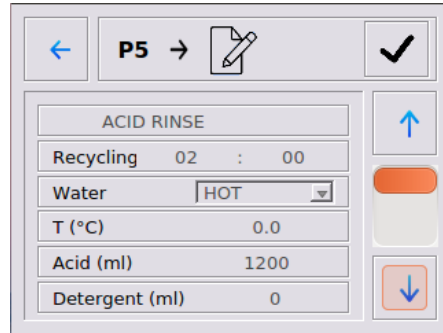 P5
ACID RINSE
Recycling 02 : 00
Water HOT
T (°C) 0.0
Acid (ml) 1200
Detergent (ml) 0